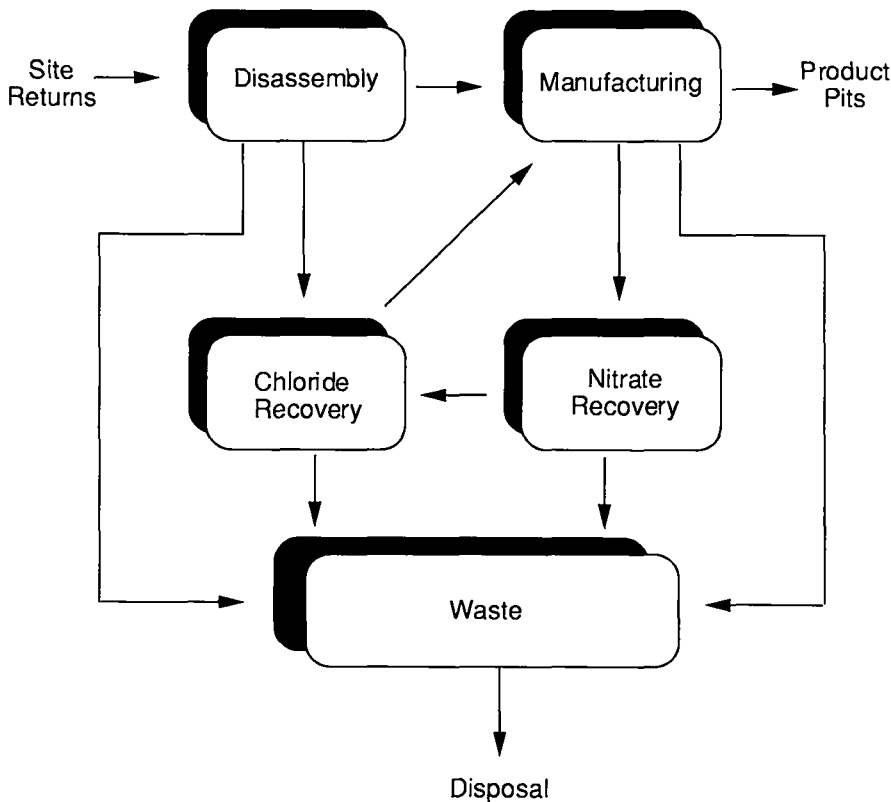 Site
Returns
Disassembly
Manufacturing
Product
Pits
Chloride
Recovery
Nitrate
Recovery
Waste
Disposal